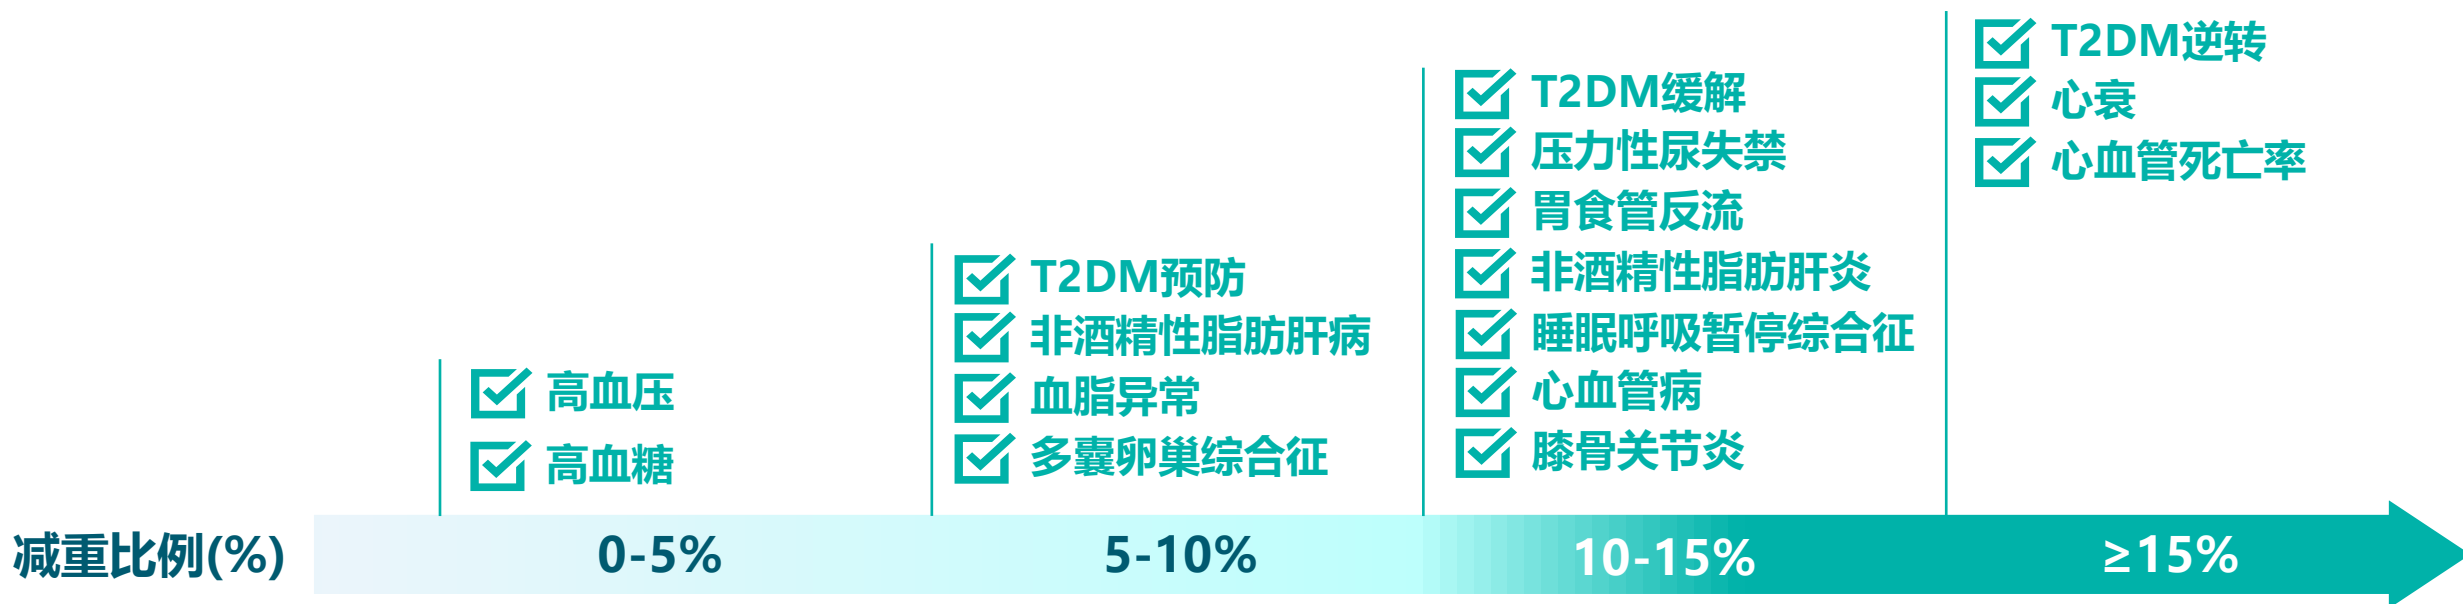 高血压
高血糖
T2DM预防
非酒精性脂肪肝病
血脂异常
多囊卵巢综合征
T2DM缓解
压力性尿失禁
胃食管反流
非酒精性脂肪肝炎
睡眠呼吸暂停综合征
心血管病
膝骨关节炎
T2DM逆转
心衰
心血管死亡率
减重比例(%)
0-5%
5-10%
10-15%
≥15%